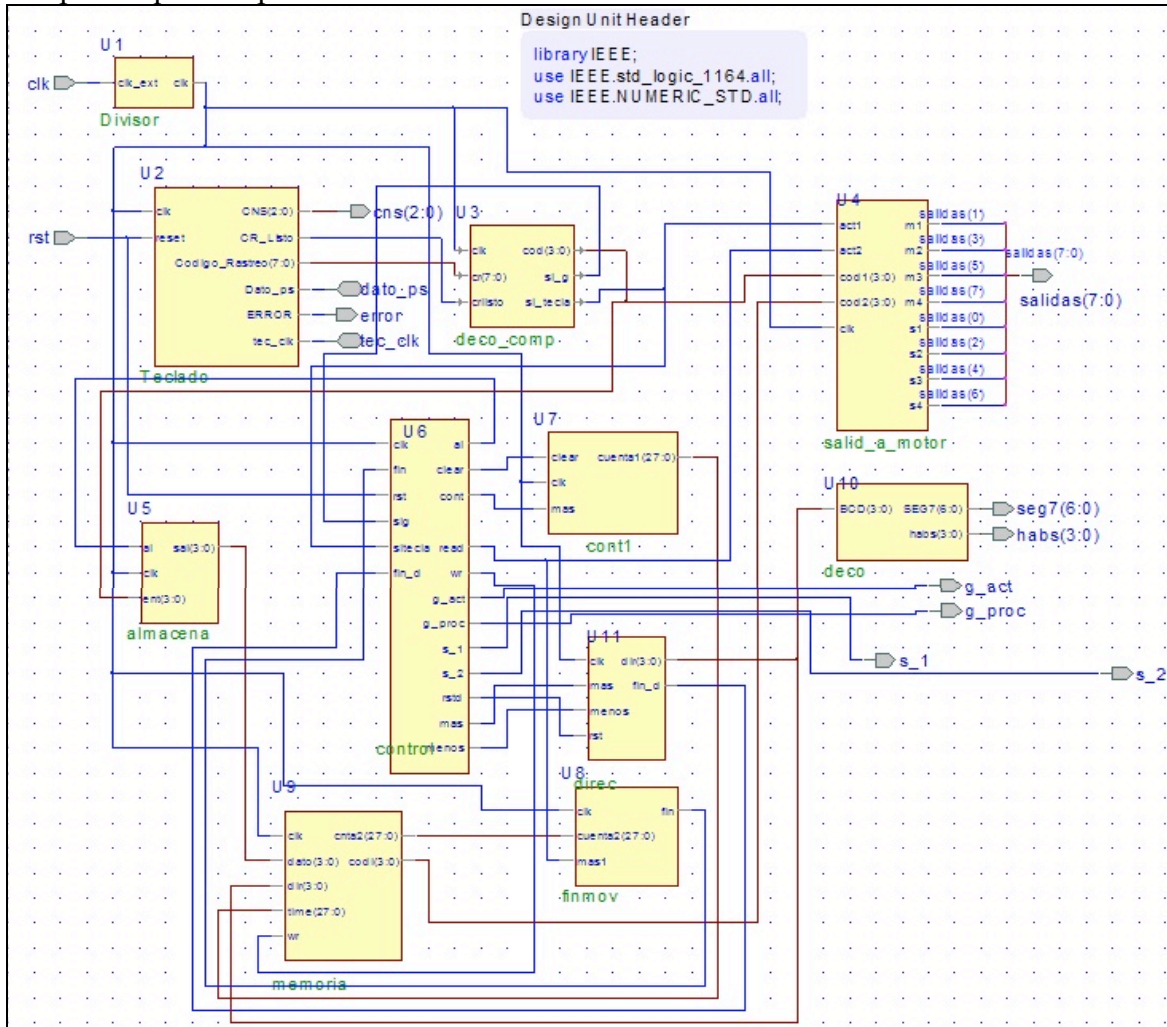 Design Unit Header
library IEEE;
use IEEE.std_logic_1164.all;
use IEEE.NUMERIC_STD.all;
U1
clk
clk_ext clk
Divisor
U2
rst
clk CNS(2:0)
reset CR_Listo
Codigo_Rastreo(7:0)
Dato_ps
ERROR
tec_clk
Teclado
cns(2:0)
dato_ps
error
tec_clk
U3
clk cod(3:0)
cr(7:0) si_g
crlisto si_tecla
deco_comp
U4
act1 m1
act2 m2
codi1(3:0) m3
codi2(3:0) m4
clk s1
s2
s3
s4
salid_a_motor
salidas(1)
salidas(3)
salidas(5)
salidas(7)
salidas(0)
salidas(2)
salidas(4)
salidas(6)
salidas(7:0)
salidas(7:0)
U6
clk al
fin clear
rst cont
sig
sitecla read
fin_d wr
g_act
g_proc
s_1
s_2
rstd
mas
menos
control
U7
clear cuenta1(27:0)
clk
mas
cont1
U10
BCD(3:0) SEG7(6:0)
habs(3:0)
deco
seg7(6:0)
habs(3:0)
U5
al sal(3:0)
clk
ent(3:0)
almacena
g_act
g_proc
s_1
s_2
U11
clk dir(3:0)
mas fin_d
menos
rst
direc
U8
clk fin
cuenta2(27:0)
mas1
finmov
U9
clk cnta2(27:0)
dato(3:0) codi(3:0)
dir(3:0)
time(27:0)
wr
memoria